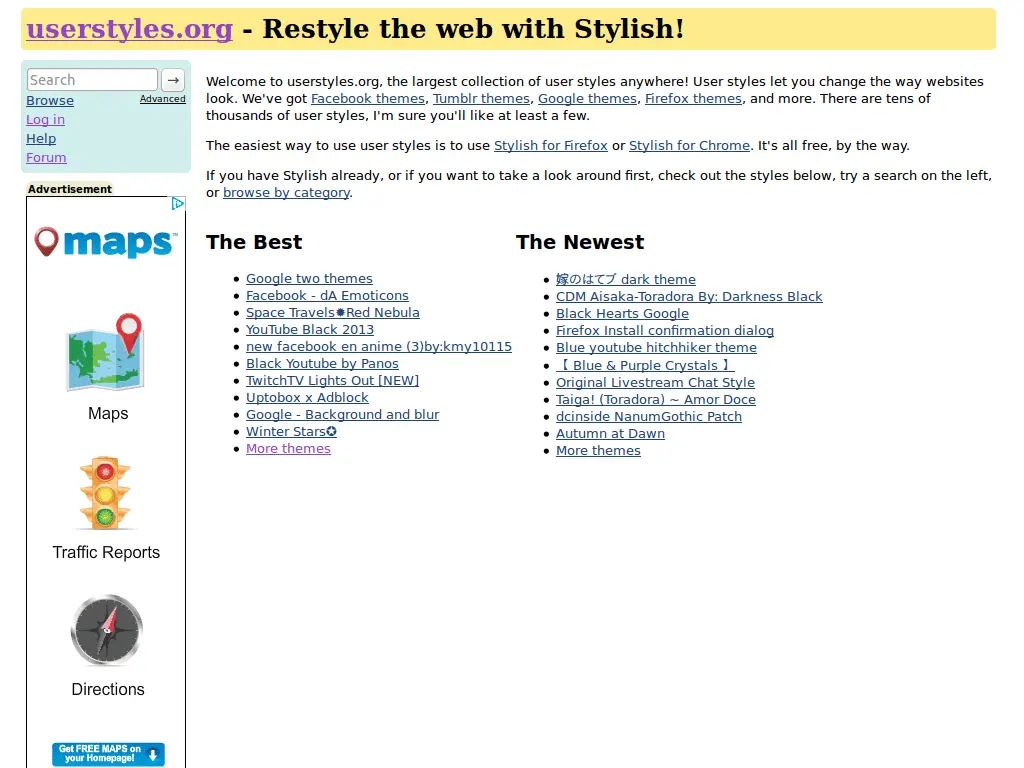 userstyles.org - Restyle the web with Stylish!
Search →
Browse Advanced
Log in
Help
Forum
Advertisement
maps™
Maps
Traffic Reports
Directions
Get FREE MAPS on
your Homepage!
Welcome to userstyles.org, the largest collection of user styles anywhere! User styles let you change the way websites
look. We've got Facebook themes, Tumblr themes, Google themes, Firefox themes, and more. There are tens of
thousands of user styles, I'm sure you'll like at least a few.
The easiest way to use user styles is to use Stylish for Firefox or Stylish for Chrome. It's all free, by the way.
If you have Stylish already, or if you want to take a look around first, check out the styles below, try a search on the left,
or browse by category.
The Best
Google two themes
Facebook - dA Emoticons
Space Travels✹Red Nebula
YouTube Black 2013
new facebook en anime (3)by:kmy10115
Black Youtube by Panos
TwitchTV Lights Out [NEW]
Uptobox x Adblock
Google - Background and blur
Winter Stars✪
More themes
The Newest
嫁のはてブ dark theme
CDM Aisaka-Toradora By: Darkness Black
Black Hearts Google
Firefox Install confirmation dialog
Blue youtube hitchhiker theme
【 Blue & Purple Crystals 】
Original Livestream Chat Style
Taiga! (Toradora) ~ Amor Doce
dcinside NanumGothic Patch
Autumn at Dawn
More themes